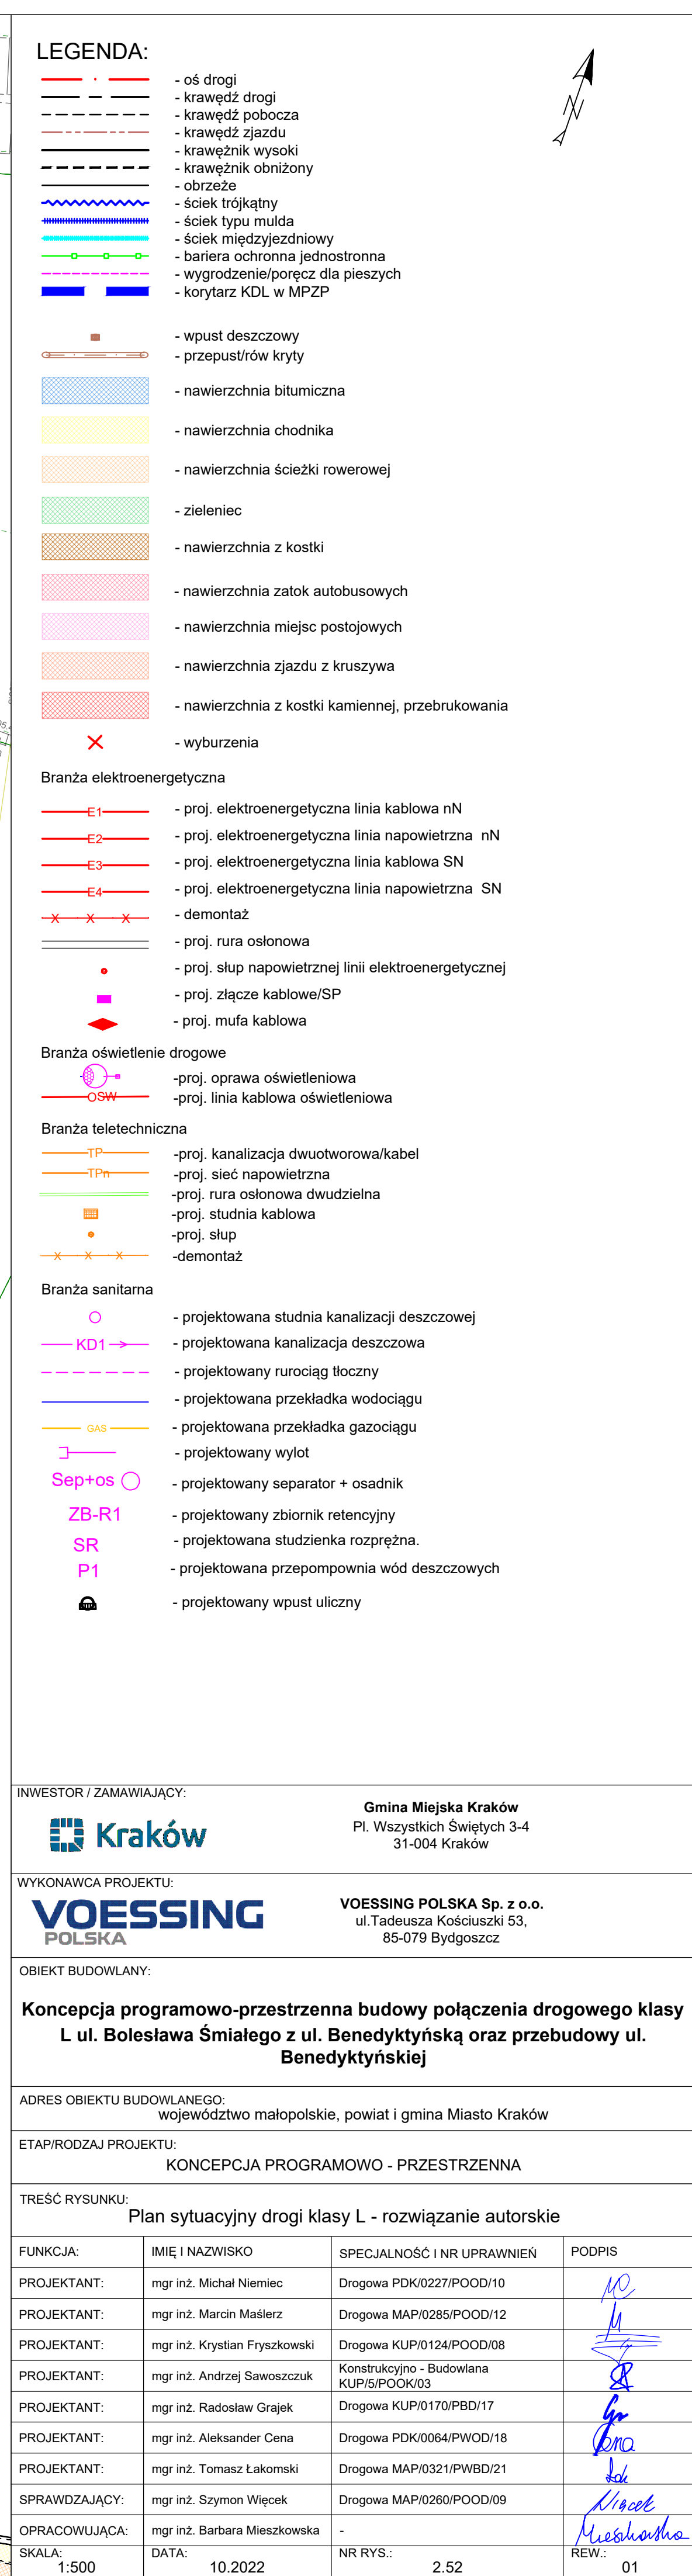 LEGENDA:
- oś drogi
- krawędź drogi
- krawędź pobocza
- krawędź zjazdu
- krawężnik wysoki
- krawężnik obniżony
- obrzeże
- ściek trójkątny
- ściek typu mulda
- ściek międzyjezdniowy
- bariera ochronna jednostronna
- wygrodzenie/poręcz dla pieszych
- korytarz KDL w MPZP
N
- wpust deszczowy
- przepust/rów kryty
- nawierzchnia bitumiczna
- nawierzchnia chodnika
- nawierzchnia ścieżki rowerowej
- zieleniec
- nawierzchnia z kostki
- nawierzchnia zatok autobusowych
- nawierzchnia miejsc postojowych
- nawierzchnia zjazdu z kruszywa
- nawierzchnia z kostki kamiennej, przebrukowania
- wyburzenia
Branża elektroenergetyczna
E1 - proj. elektroenergetyczna linia kablowa nN
E2 - proj. elektroenergetyczna linia napowietrzna nN
E3 - proj. elektroenergetyczna linia kablowa SN
E4 - proj. elektroenergetyczna linia napowietrzna SN
x x x - demontaż
- proj. rura osłonowa
- proj. słup napowietrznej linii elektroenergetycznej
- proj. złącze kablowe/SP
- proj. mufa kablowa
Branża oświetlenie drogowe
-proj. oprawa oświetleniowa
OSW -proj. linia kablowa oświetleniowa
Branża teletechniczna
TP -proj. kanalizacja dwuotworowa/kabel
TPn -proj. sieć napowietrzna
-proj. rura osłonowa dwudzielna
-proj. studnia kablowa
-proj. słup
x x x -demontaż
Branża sanitarna
- projektowana studnia kanalizacji deszczowej
KD1 - projektowana kanalizacja deszczowa
- projektowany rurociąg tłoczny
- projektowana przekładka wodociągu
GAS - projektowana przekładka gazociągu
- projektowany wylot
Sep+os - projektowany separator + osadnik
ZB-R1 - projektowany zbiornik retencyjny
SR - projektowana studzienka rozprężna.
P1 - projektowana przepompownia wód deszczowych
- projektowany wpust uliczny
INWESTOR / ZAMAWIAJĄCY:
Kraków
Gmina Miejska Kraków
Pl. Wszystkich Świętych 3-4
31-004 Kraków
WYKONAWCA PROJEKTU:
VOESSING
POLSKA
VOESSING POLSKA Sp. z o.o.
ul.Tadeusza Kościuszki 53,
85-079 Bydgoszcz
OBIEKT BUDOWLANY:
Koncepcja programowo-przestrzenna budowy połączenia drogowego klasy
L ul. Bolesława Śmiałego z ul. Benedyktyńską oraz przebudowy ul.
Benedyktyńskiej
ADRES OBIEKTU BUDOWLANEGO:
województwo małopolskie, powiat i gmina Miasto Kraków
ETAP/RODZAJ PROJEKTU:
KONCEPCJA PROGRAMOWO - PRZESTRZENNA
TREŚĆ RYSUNKU:
Plan sytuacyjny drogi klasy L - rozwiązanie autorskie
FUNKCJA: IMIĘ I NAZWISKO SPECJALNOŚĆ I NR UPRAWNIEŃ PODPIS
PROJEKTANT: mgr inż. Michał Niemiec Drogowa PDK/0227/POOD/10
PROJEKTANT: mgr inż. Marcin Maślerz Drogowa MAP/0285/POOD/12
PROJEKTANT: mgr inż. Krystian Fryszkowski Drogowa KUP/0124/POOD/08
PROJEKTANT: mgr inż. Andrzej Sawoszczuk Konstrukcyjno - Budowlana
KUP/5/POOK/03
PROJEKTANT: mgr inż. Radosław Grajek Drogowa KUP/0170/PBD/17
PROJEKTANT: mgr inż. Aleksander Cena Drogowa PDK/0064/PWOD/18 Cena
PROJEKTANT: mgr inż. Tomasz Łakomski Drogowa MAP/0321/PWBD/21
SPRAWDZAJĄCY: mgr inż. Szymon Więcek Drogowa MAP/0260/POOD/09 Więcek
OPRACOWUJĄCA: mgr inż. Barbara Mieszkowska - Mieszkowska
SKALA: DATA: NR RYS.: REW.:
1:500 10.2022 2.52 01